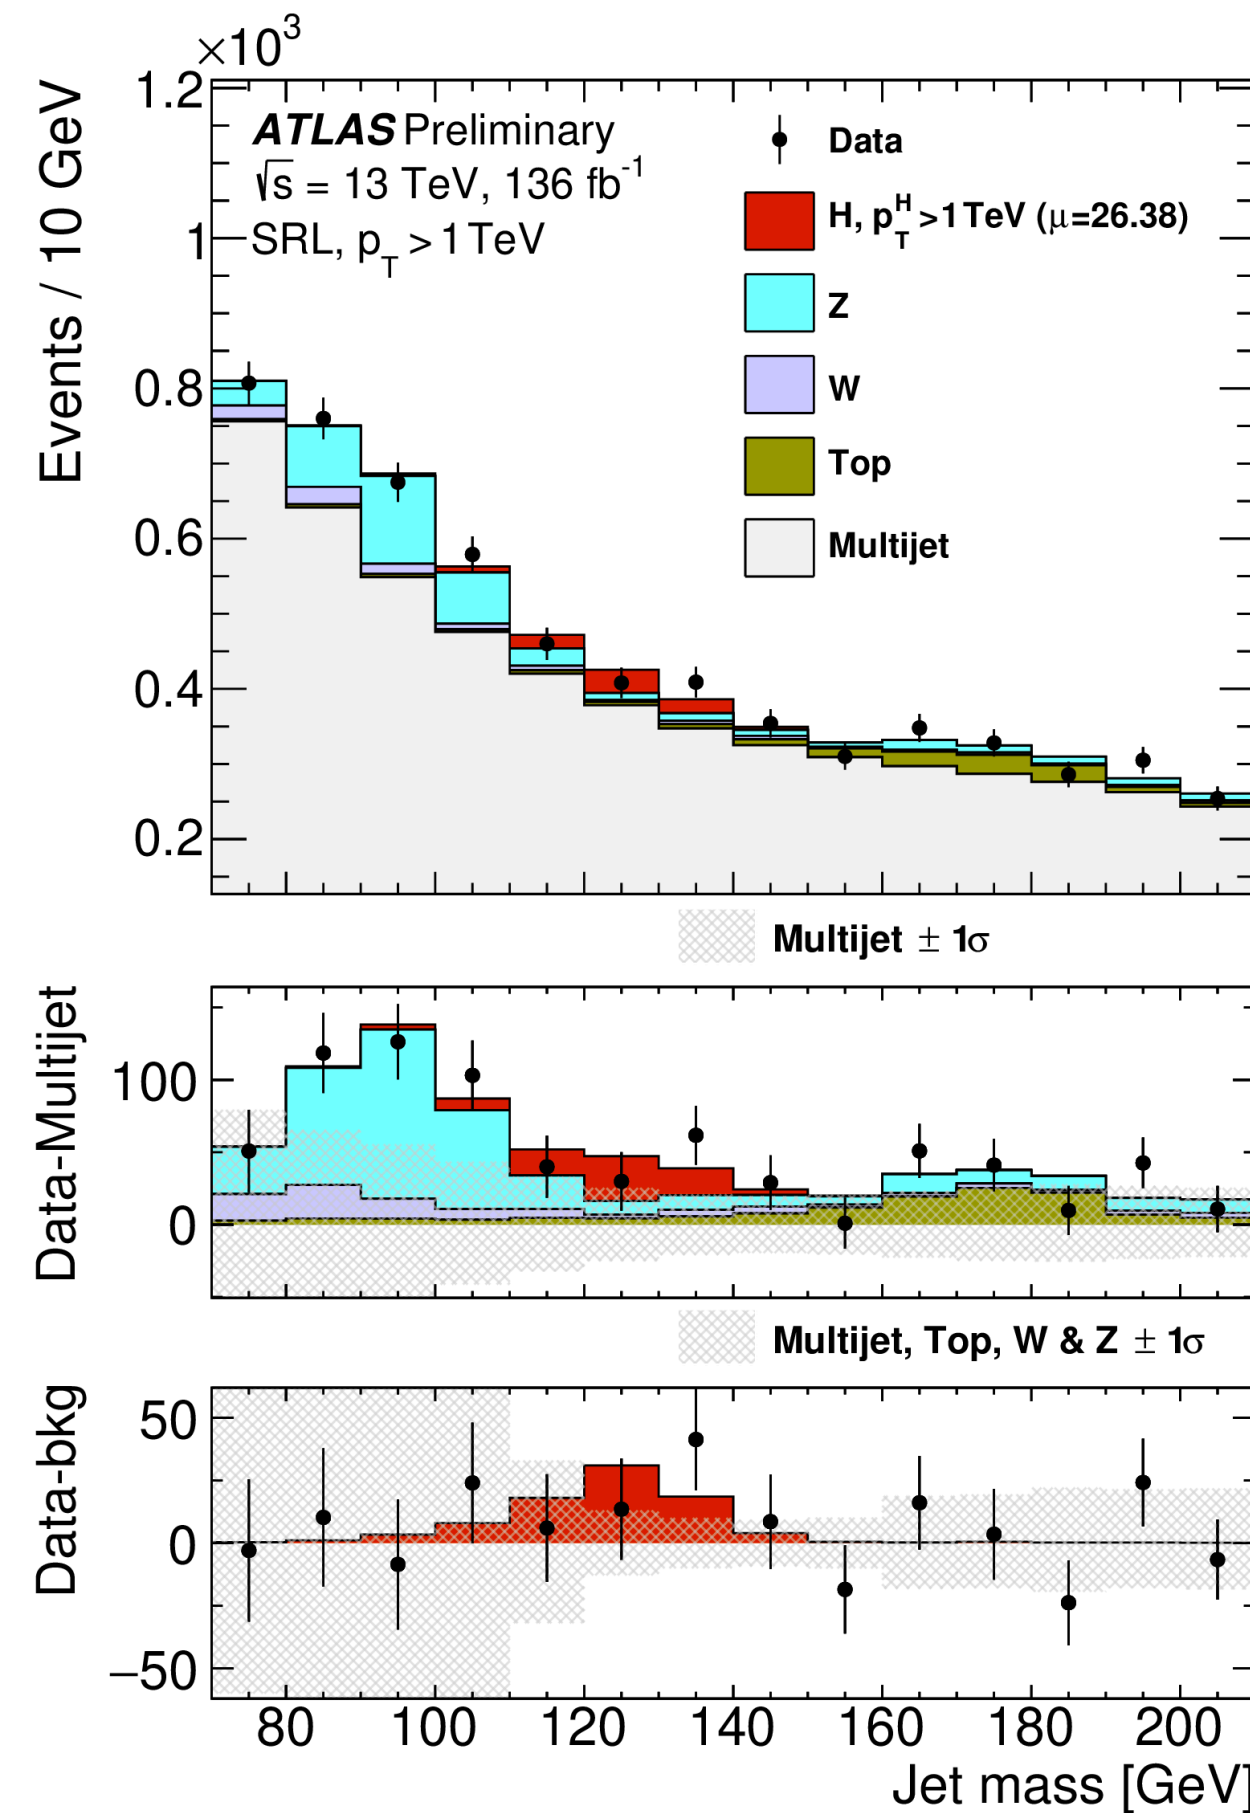 ×10³
Events / 10 GeV
1.2
1
0.8
0.6
0.4
0.2
ATLAS Preliminary
√s = 13 TeV, 136 fb⁻¹
SRL, p_T > 1 TeV
Data
H, p_T^H > 1 TeV (μ=26.38)
Z
W
Top
Multijet
Multijet ± 1σ
Data-Multijet
100
0
Multijet, Top, W & Z ± 1σ
Data-bkg
50
0
−50
80 100 120 140 160 180 200
Jet mass [GeV]